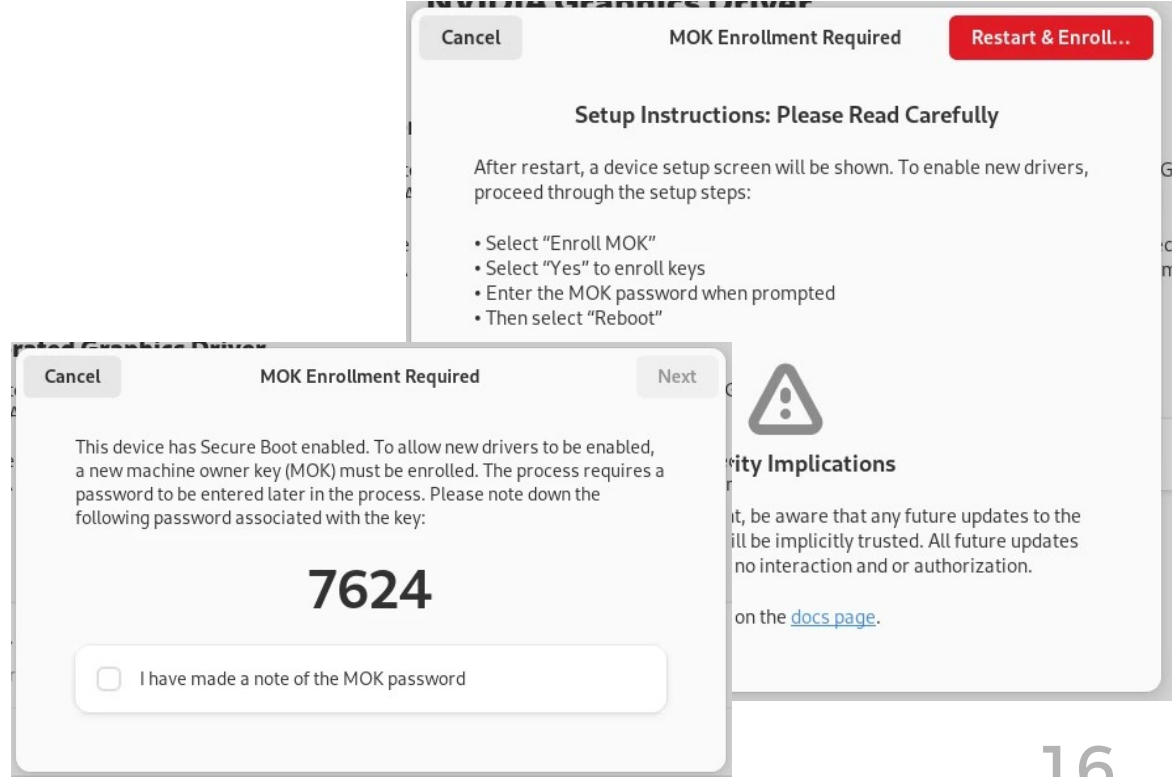 NVIDIA Graphics Driver
Cancel
MOK Enrollment Required
Restart & Enroll...
Setup Instructions: Please Read Carefully
After restart, a device setup screen will be shown. To enable new drivers,
proceed through the setup steps:
• Select “Enroll MOK”
• Select “Yes” to enroll keys
• Enter the MOK password when prompted
• Then select “Reboot”
Implications
be aware that any future updates to the
be implicitly trusted. All future updates
no interaction and or authorization.
on the docs page.
Graphics Driver
Cancel
MOK Enrollment Required
Next
This device has Secure Boot enabled. To allow new drivers to be enabled,
a new machine owner key (MOK) must be enrolled. The process requires a
password to be entered later in the process. Please note down the
following password associated with the key:
7624
I have made a note of the MOK password
16